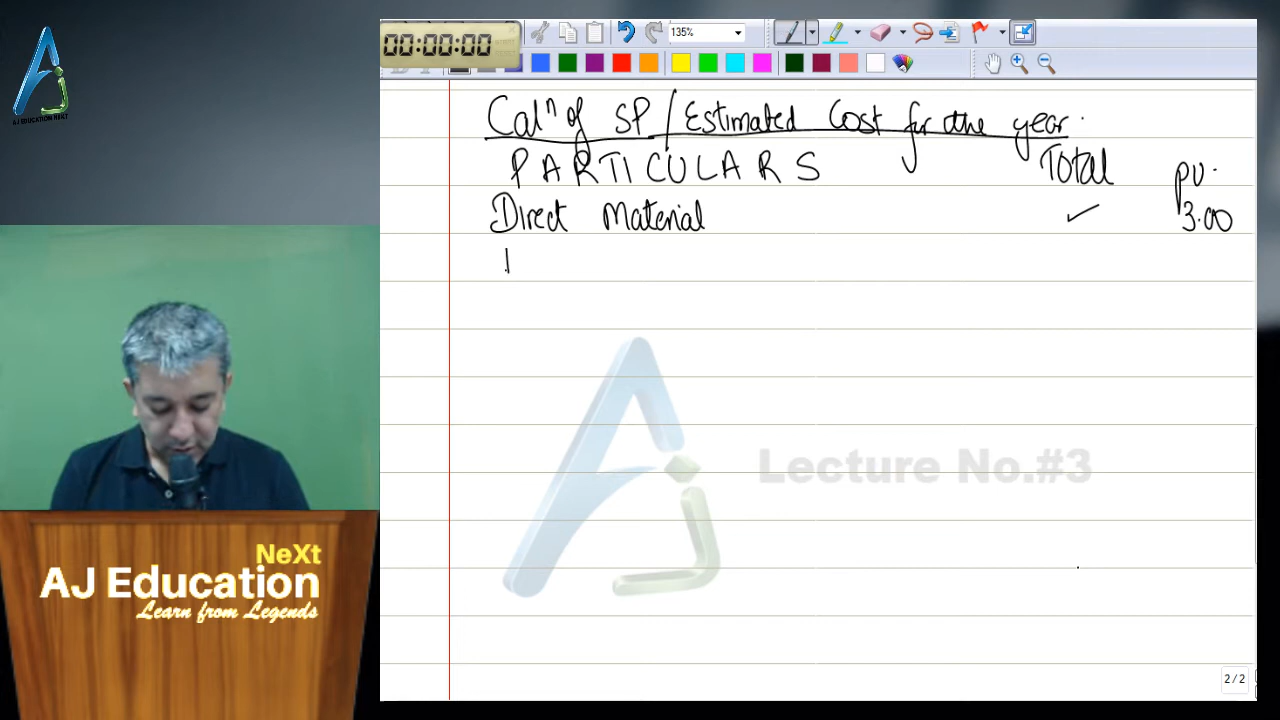 AJ EDUCATION NEXT
00:00:00
135%
Calⁿ of SP / Estimated Cost for the year.
PARTICULARS Total p.u.
Direct Material ✓ 3.00
Lecture No.#3
NeXt
AJ Education
Learn from Legends
2/2